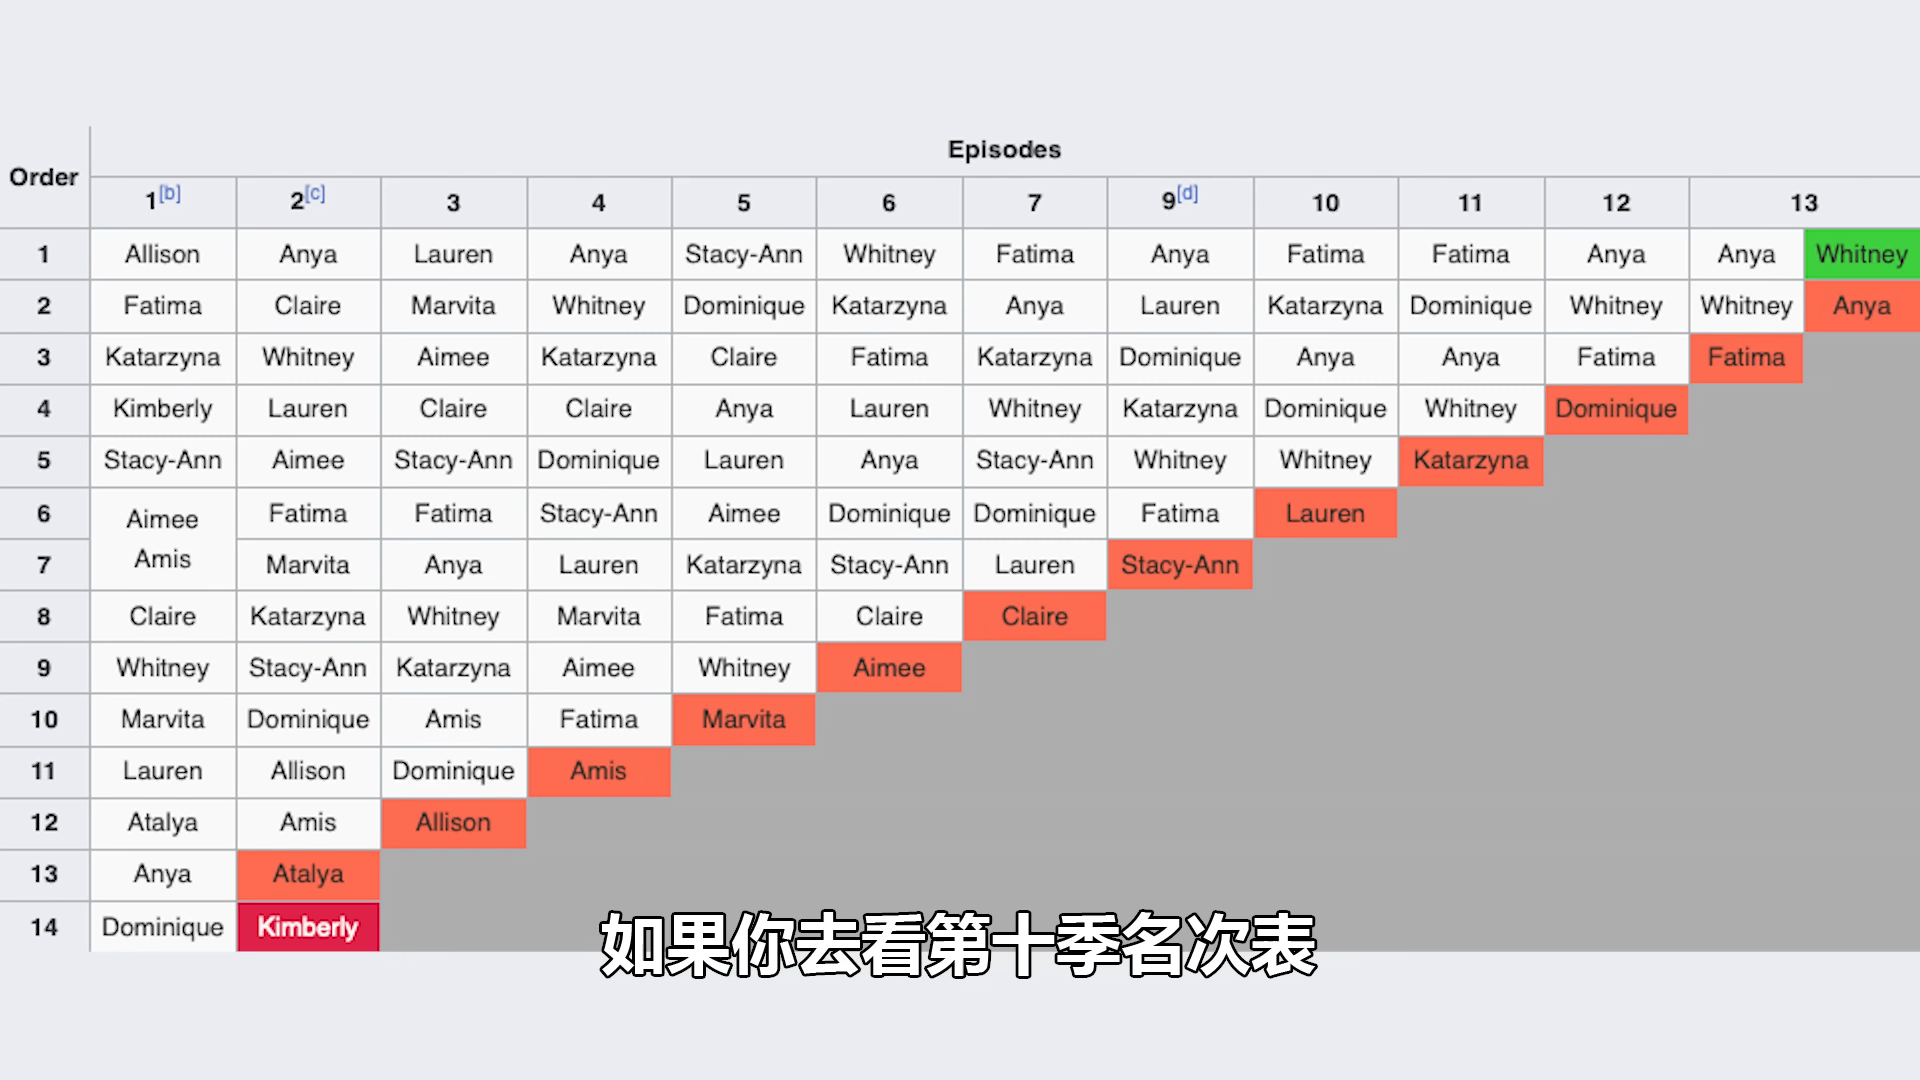 Episodes
Order
1[b] 2[c] 3 4 5 6 7 9[d] 10 11 12 13
1 Allison Anya Lauren Anya Stacy-Ann Whitney Fatima Anya Fatima Fatima Anya Anya Whitney
2 Fatima Claire Marvita Whitney Dominique Katarzyna Anya Lauren Katarzyna Dominique Whitney Whitney Anya
3 Katarzyna Whitney Aimee Katarzyna Claire Fatima Katarzyna Dominique Anya Anya Fatima Fatima
4 Kimberly Lauren Claire Claire Anya Lauren Whitney Katarzyna Dominique Whitney Dominique
5 Stacy-Ann Aimee Stacy-Ann Dominique Lauren Anya Stacy-Ann Whitney Whitney Katarzyna
6 Aimee Fatima Fatima Stacy-Ann Aimee Dominique Dominique Fatima Lauren
7 Amis Marvita Anya Lauren Katarzyna Stacy-Ann Lauren Stacy-Ann
8 Claire Katarzyna Whitney Marvita Fatima Claire Claire
9 Whitney Stacy-Ann Katarzyna Aimee Whitney Aimee
10 Marvita Dominique Amis Fatima Marvita
11 Lauren Allison Dominique Amis
12 Atalya Amis Allison
13 Anya Atalya
14 Dominique Kimberly
如果你去看第十季名次表